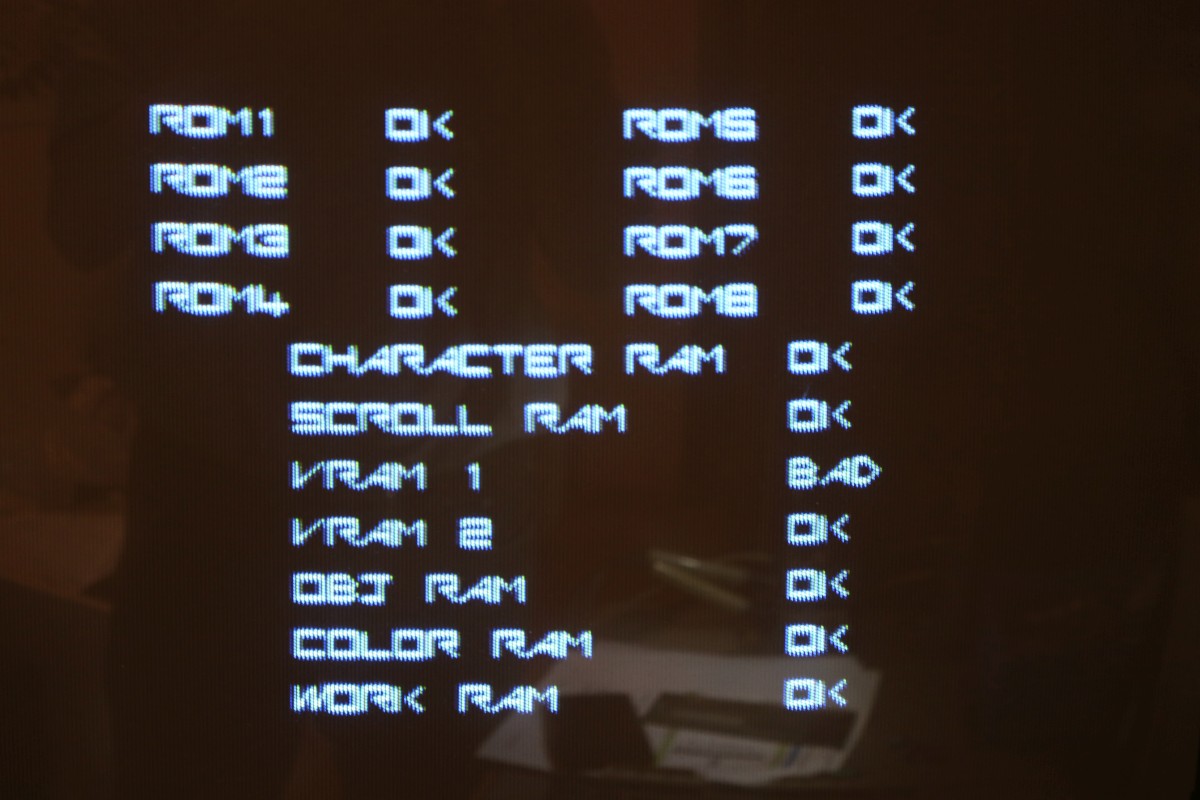 ROM1 OK ROM5 OK
ROM2 OK ROM6 OK
ROM3 OK ROM7 OK
ROM4 OK ROM8 OK
CHARACTER RAM OK
SCROLL RAM OK
VRAM 1 BAD
VRAM 2 OK
OBJ RAM OK
COLOR RAM OK
WORK RAM OK